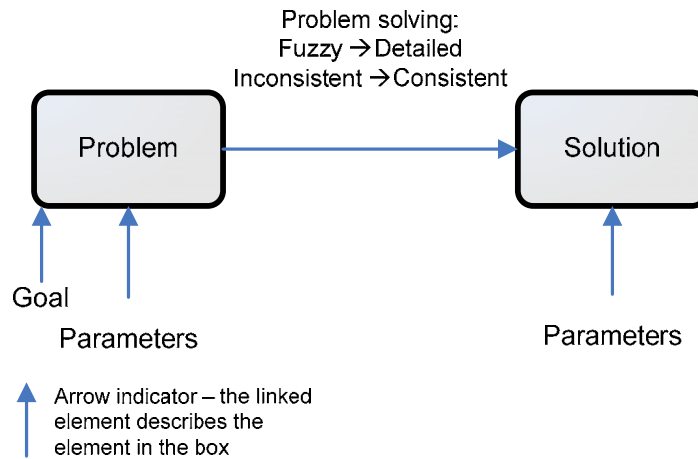 Problem solving:
Fuzzy →Detailed
Inconsistent →Consistent
Problem
Solution
Goal
Parameters
Parameters
Arrow indicator – the linked
element describes the
element in the box